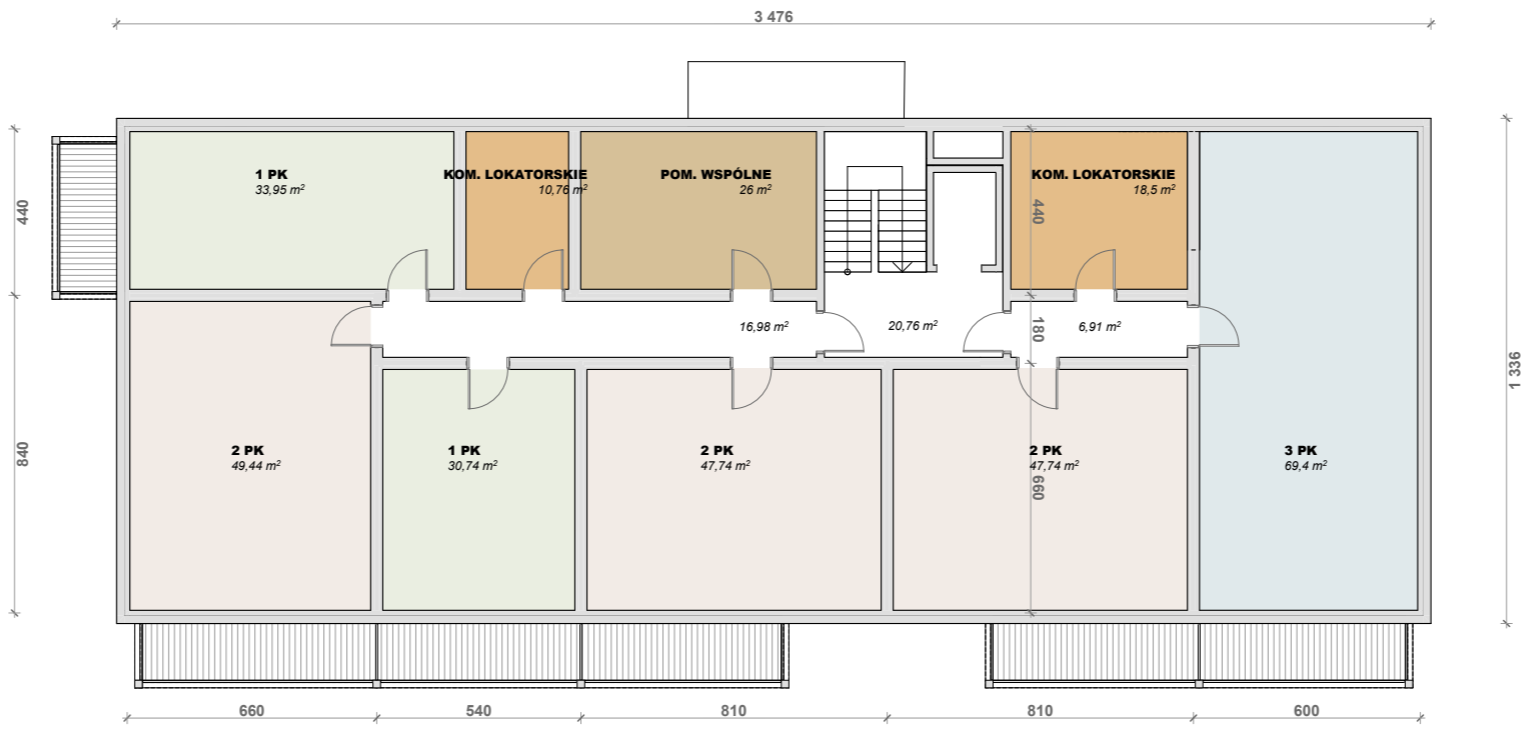 3 476
1 PK
33,95 m²
KOM. LOKATORSKIE
10,76 m²
POM. WSPÓLNE
26 m²
KOM. LOKATORSKIE
18,5 m²
440
440
180
1 336
16,98 m²
20,76 m²
6,91 m²
840
2 PK
49,44 m²
1 PK
30,74 m²
2 PK
47,74 m²
2 PK
47,74 m²
660
3 PK
69,4 m²
660
540
810
810
600